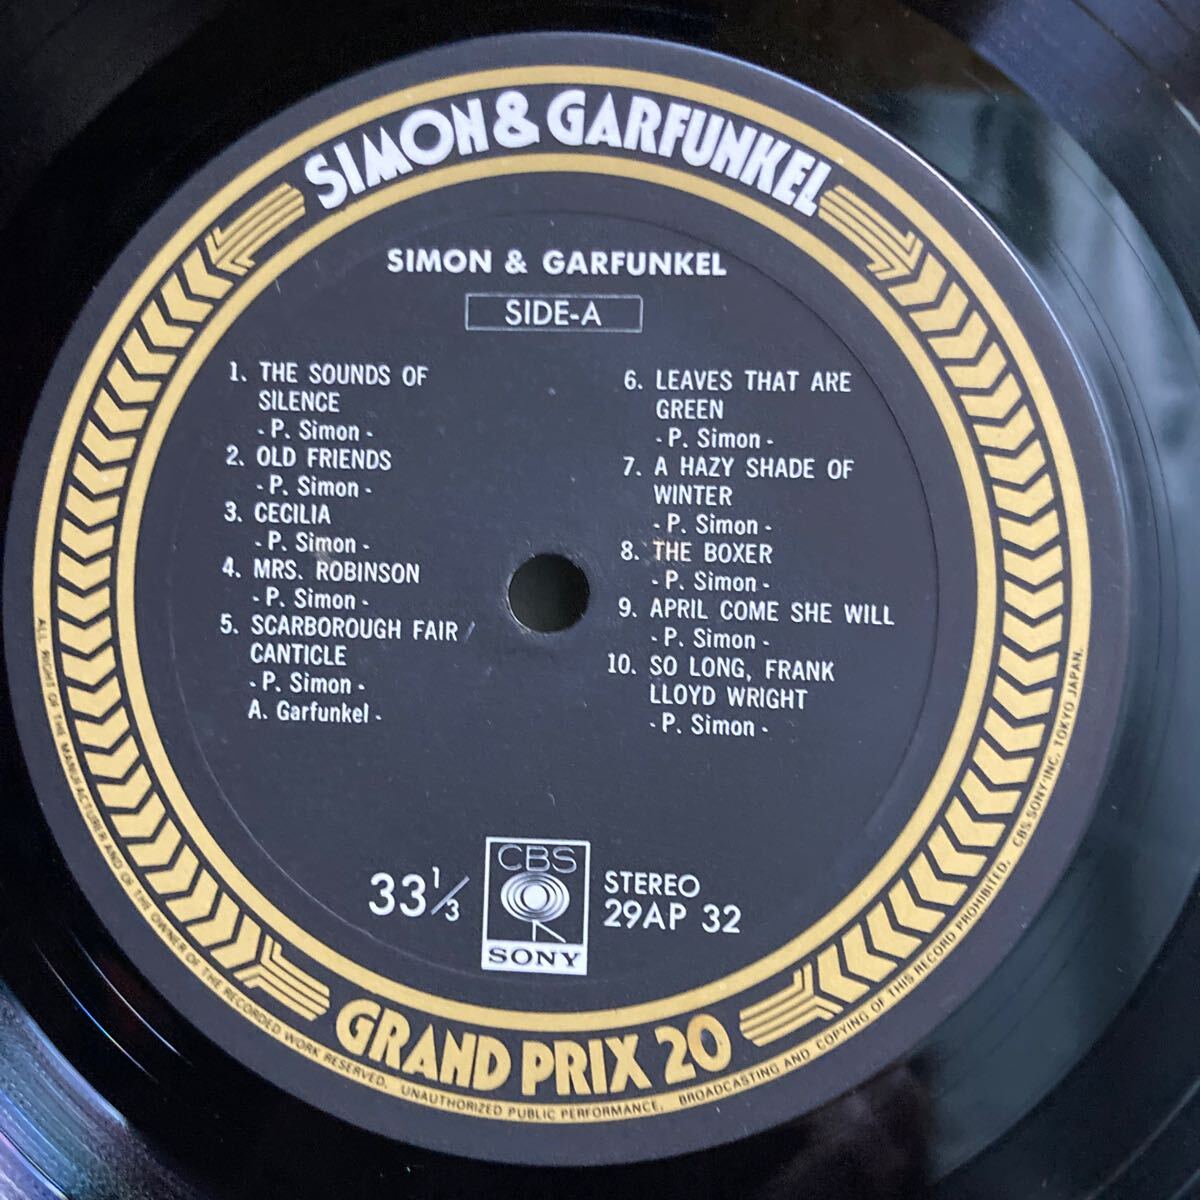 SIMON & GARFUNKEL
SIMON & GARFUNKEL
SIDE-A
1. THE SOUNDS OF
SILENCE
- P. Simon -
2. OLD FRIENDS
- P. Simon -
3. CECILIA
- P. Simon -
4. MRS. ROBINSON
- P. Simon -
5. SCARBOROUGH FAIR/
CANTICLE
- P. Simon -
A. Garfunkel -
6. LEAVES THAT ARE
GREEN
- P. Simon -
7. A HAZY SHADE OF
WINTER
- P. Simon -
8. THE BOXER
- P. Simon -
9. APRIL COME SHE WILL
- P. Simon -
10. SO LONG, FRANK
LLOYD WRIGHT
- P. Simon -
33 1/3
CBS
SONY
STEREO
29AP 32
GRAND PRIX 20
ALL RIGHT OF THE MANUFACTURER AND OF THE OWNER OF THE RECORDED WORK RESERVED. UNAUTHORIZED PUBLIC PERFORMANCE, BROADCASTING AND COPYING OF THIS RECORD PROHIBITED. CBS SONY INC. TOKYO JAPAN.